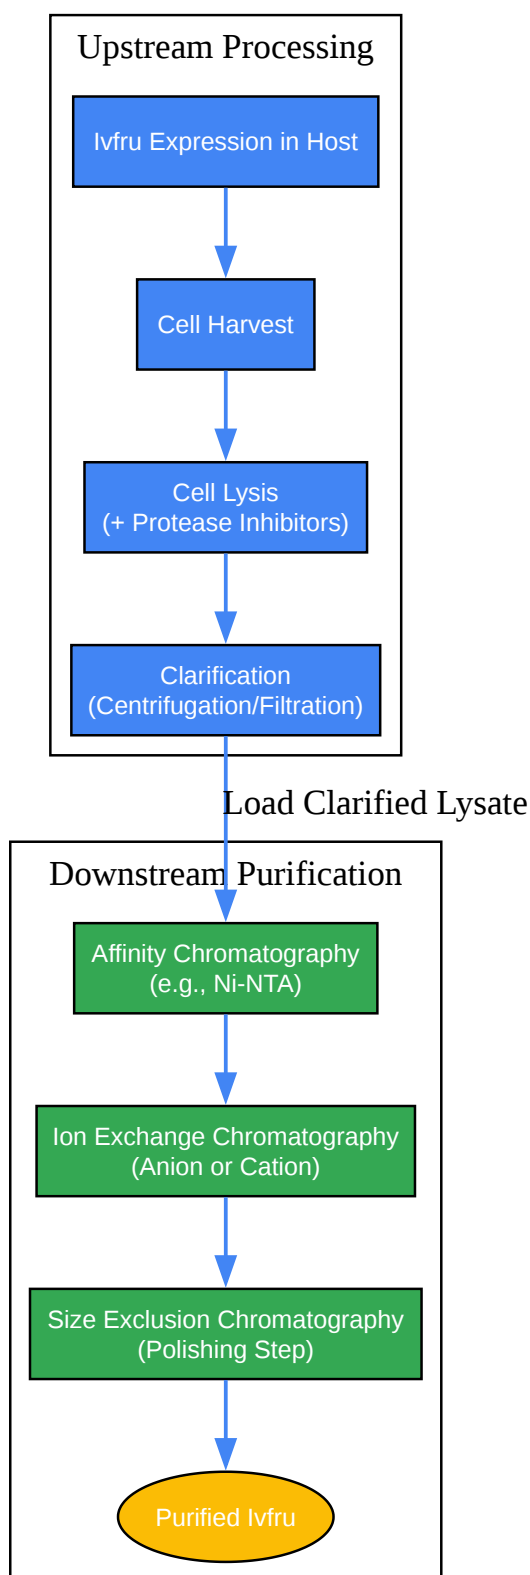 Upstream Processing
Ivfru Expression in Host
Cell Harvest
Cell Lysis
(+ Protease Inhibitors)
Clarification
(Centrifugation/Filtration)
Load Clarified Lysate
Downstream Purification
Affinity Chromatography
(e.g., Ni-NTA)
Ion Exchange Chromatography
(Anion or Cation)
Size Exclusion Chromatography
(Polishing Step)
Purified Ivfru